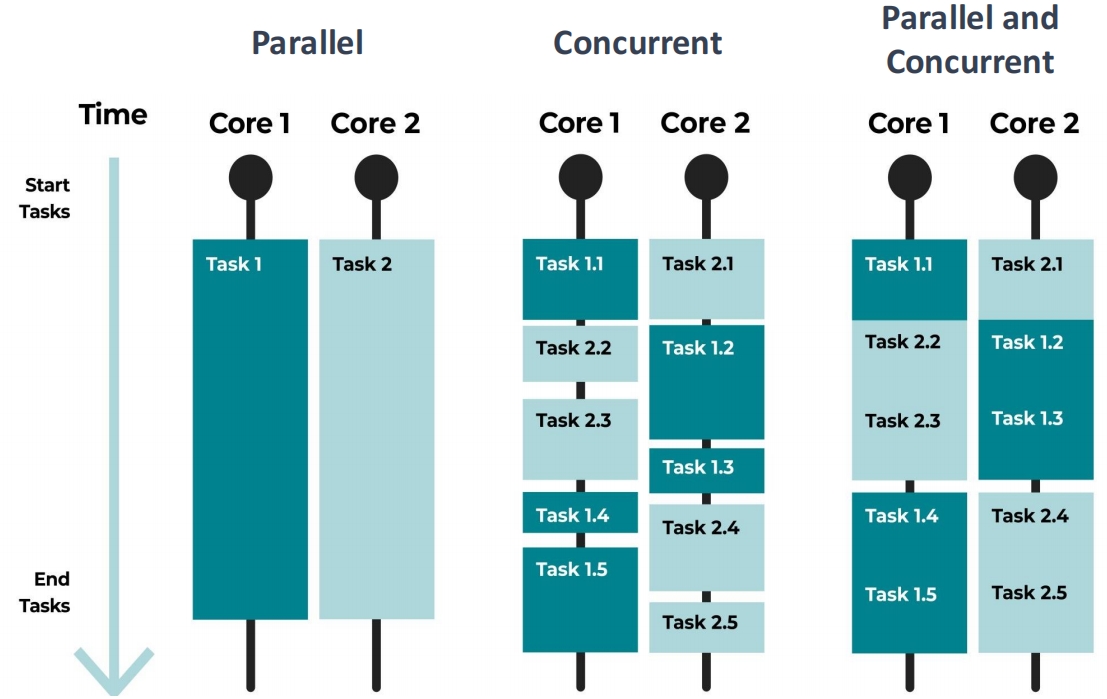 Parallel
Concurrent
Parallel and
Concurrent
Time
Core 1
Core 2
Core 1
Core 2
Core 1
Core 2
Start
Tasks
Task 1
Task 2
Task 1.1
Task 2.1
Task 2.2
Task 1.2
Task 2.3
Task 1.3
Task 1.4
Task 2.4
Task 1.5
Task 2.5
Task 1.1
Task 2.1
Task 2.2
Task 1.2
Task 2.3
Task 1.3
Task 1.4
Task 2.4
Task 1.5
Task 2.5
End
Tasks